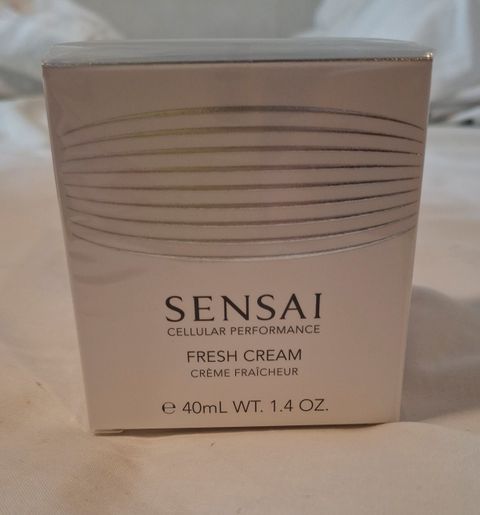 SENSAI
CELLULAR PERFORMANCE
FRESH CREAM
CRÈME FRAÎCHEUR
℮ 40mL WT. 1.4 OZ.